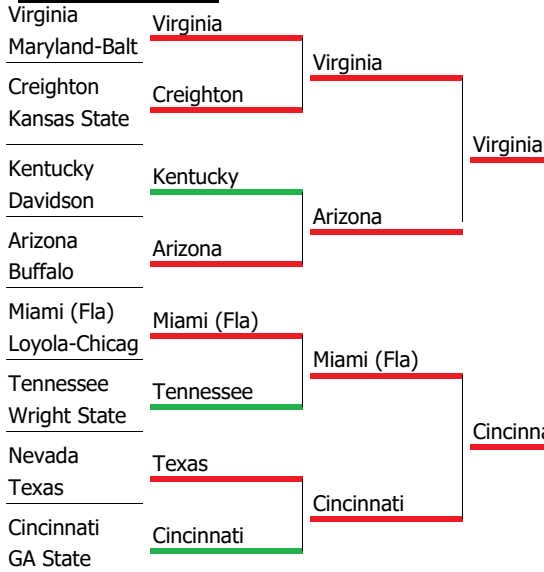 Virginia
Maryland-Balt
Creighton
Kansas State
Kentucky
Davidson
Arizona
Buffalo
Miami (Fla)
Loyola-Chicag
Tennessee
Wright State
Nevada
Texas
Cincinnati
GA State
Virginia
Creighton
Kentucky
Arizona
Miami (Fla)
Tennessee
Texas
Cincinnati
Virginia
Arizona
Miami (Fla)
Cincinnati
Virginia
Cincinna